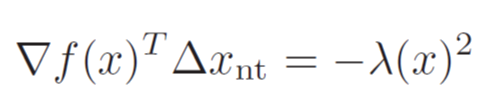 ∇f(x)^T Δx_nt = −λ(x)^2